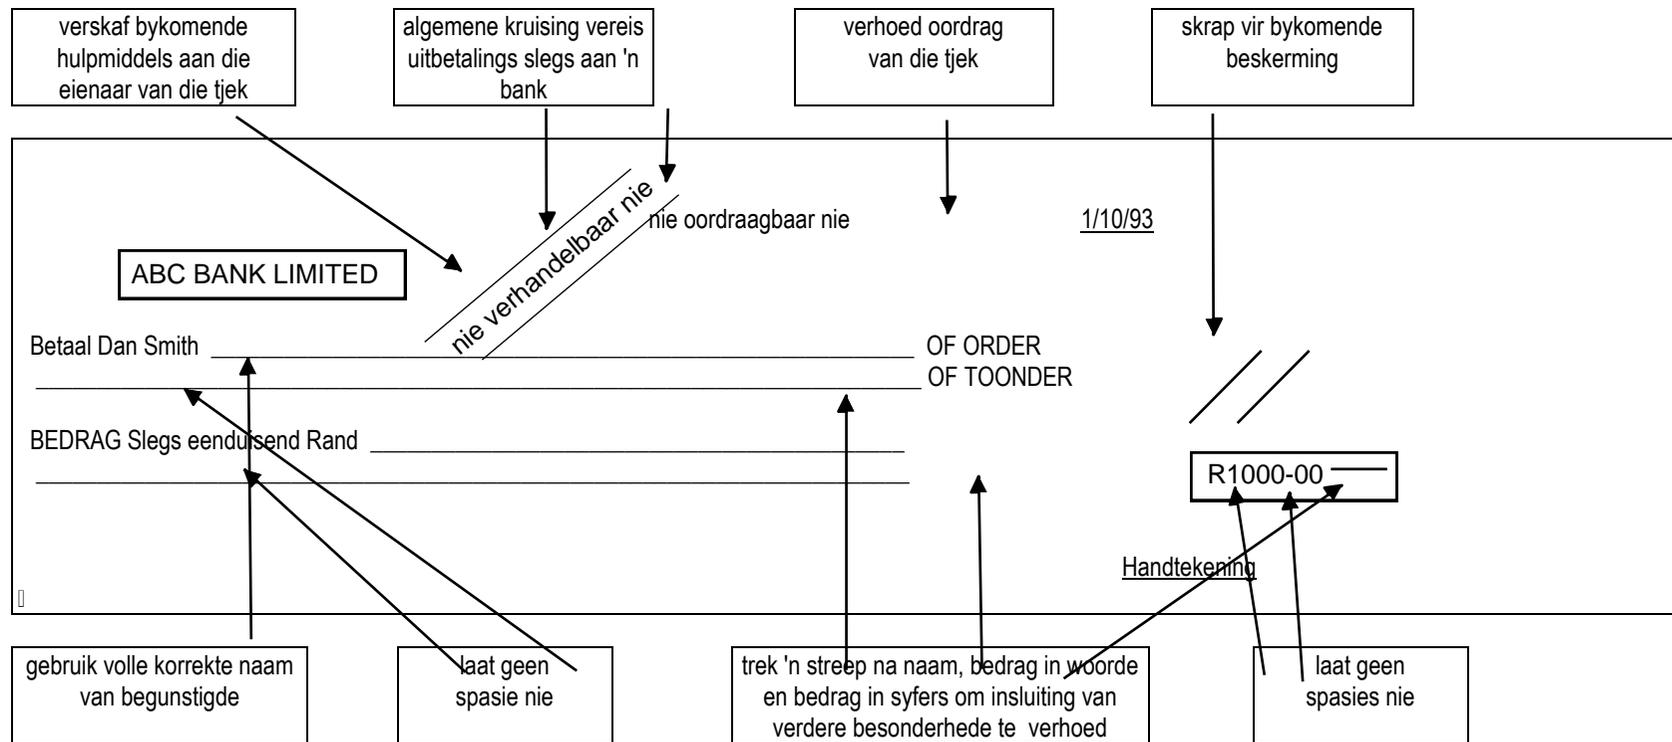 verskaf bykomende
hulpmiddels aan die
eienaar van die tjek
algemene kruising vereis
uitbetalings slegs aan 'n
bank
verhoed oordrag
van die tjek
skrap vir bykomende
beskerming
nie verhandelbaar nie
nie oordraagbaar nie
1/10/93
ABC BANK LIMITED
Betaal Dan Smith OF ORDER
OF TOONDER
BEDRAG Slegs eenduisend Rand
R1000-00
Handtekening
gebruik volle korrekte naam
van begunstigde
laat geen
spasie nie
trek 'n streep na naam, bedrag in woorde
en bedrag in syfers om insluiting van
verdere besonderhede te verhoed
laat geen
spasies nie